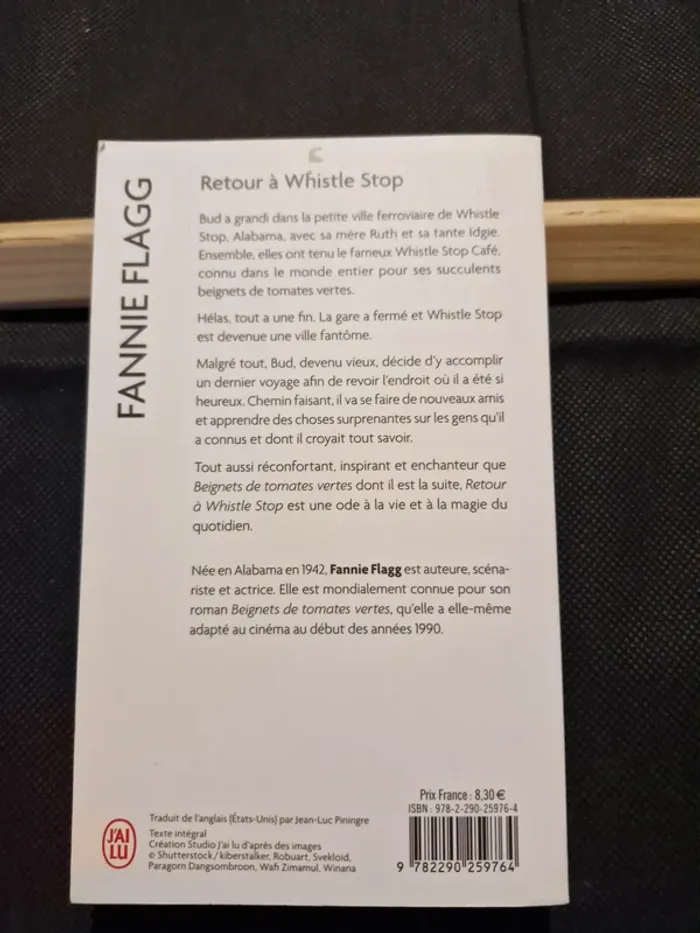 FANNIE FLAGG
Retour à Whistle Stop
Bud a grandi dans la petite ville ferroviaire de Whistle
Stop, Alabama, avec sa mère Ruth et sa tante Idgie.
Ensemble, elles ont tenu le fameux Whistle Stop Café,
connu dans le monde entier pour ses succulents
beignets de tomates vertes.
Hélas, tout a une fin. La gare a fermé et Whistle Stop
est devenue une ville fantôme.
Malgré tout, Bud, devenu vieux, décide d'y accomplir
un dernier voyage afin de revoir l'endroit où il a été si
heureux. Chemin faisant, il va se faire de nouveaux amis
et apprendre des choses surprenantes sur les gens qu'il
a connus et dont il croyait tout savoir.
Tout aussi réconfortant, inspirant et enchanteur que
Beignets de tomates vertes dont il est la suite, Retour
à Whistle Stop est une ode à la vie et à la magie du
quotidien.
Née en Alabama en 1942, Fannie Flagg est auteure, scéna-
riste et actrice. Elle est mondialement connue pour son
roman Beignets de tomates vertes, qu'elle a elle-même
adapté au cinéma au début des années 1990.
Prix France : 8,30 €
ISBN : 978-2-290-25976-4
9 782290 259764
J'AI
LU
Traduit de l'anglais (États-Unis) par Jean-Luc Piningre
Texte intégral
Création Studio J'ai lu d'après des images
© Shutterstock / kiberstalker, Robuart, Svekloid,
Paragorn Dangsombroon, Wafi Zimamul, Winana